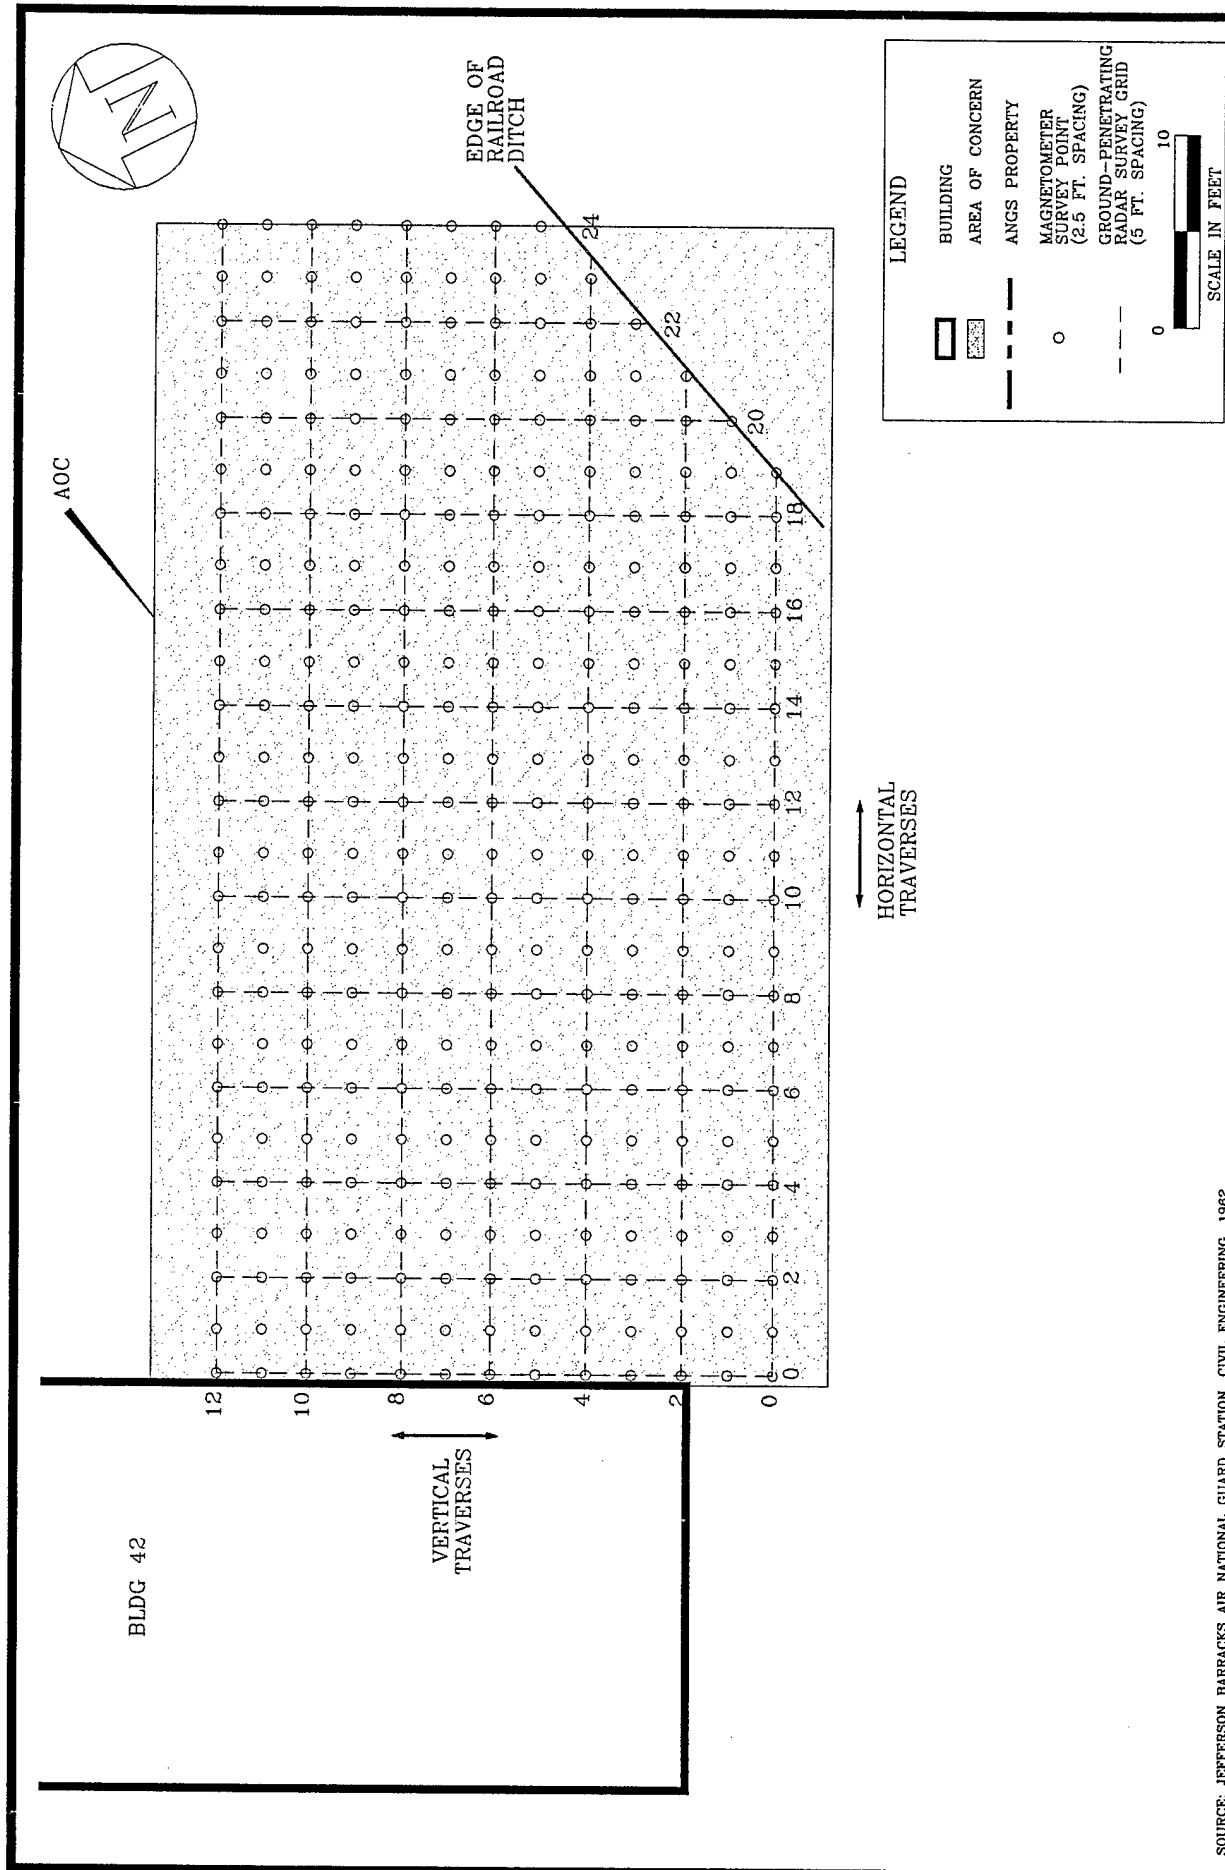 N
AOC
EDGE OF
RAILROAD
DITCH
BLDG 42
VERTICAL
TRAVERSES
12
10
8
6
4
2
0
0
2
4
6
8
10
12
14
16
18
20
22
24
HORIZONTAL
TRAVERSES
LEGEND
BUILDING
AREA OF CONCERN
ANGS PROPERTY
MAGNETOMETER
SURVEY POINT
(2.5 FT. SPACING)
GROUND-PENETRATING
RADAR SURVEY GRID
(5 FT. SPACING)
0
10
SCALE IN FEET
SOURCE: JEFFERSON BARRACKS AIR NATIONAL GUARD STATION CIVIL ENGINEERING, 1962